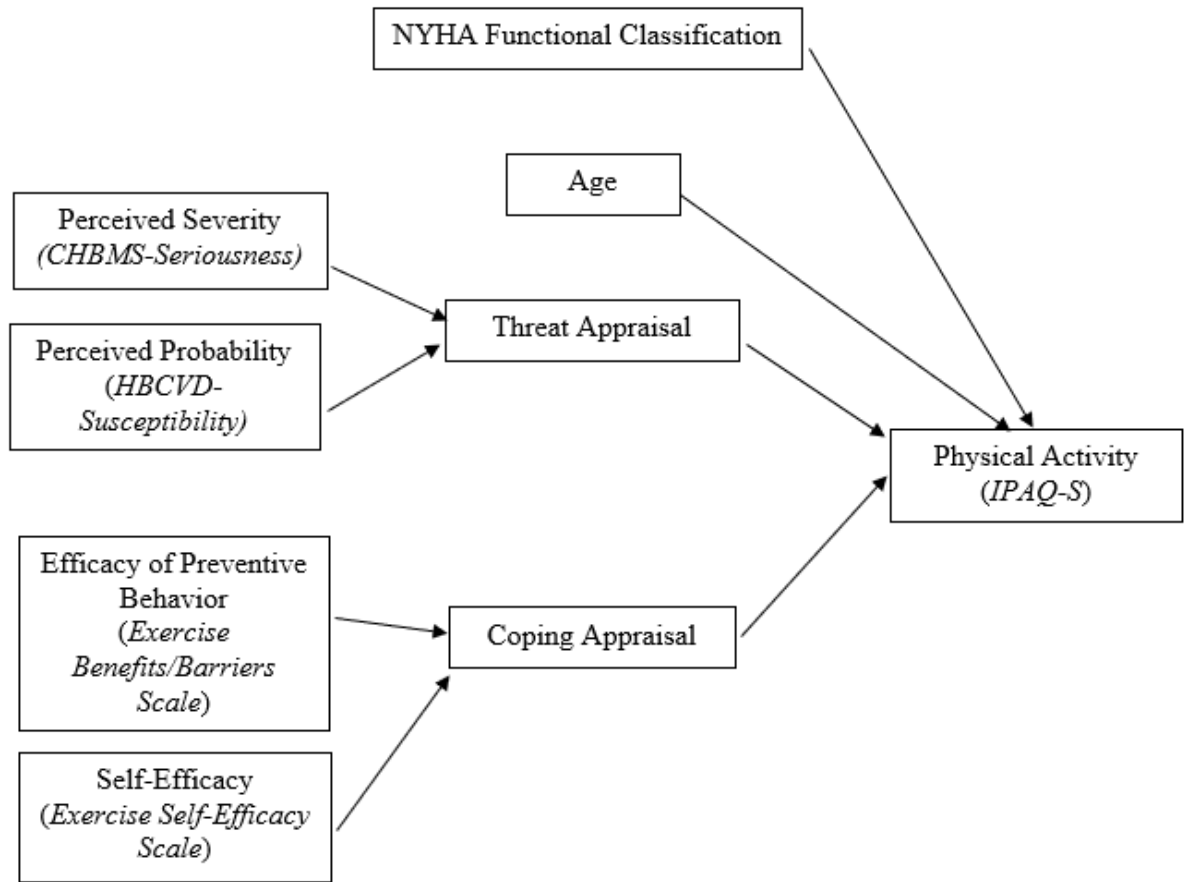 NYHA Functional Classification
Age
Perceived Severity
(CHBMS-Seriousness)
Threat Appraisal
Perceived Probability
(HBCVD-
Susceptibility)
Physical Activity
(IPAQ-S)
Efficacy of Preventive
Behavior
(Exercise
Benefits/Barriers
Scale)
Coping Appraisal
Self-Efficacy
(Exercise Self-Efficacy
Scale)